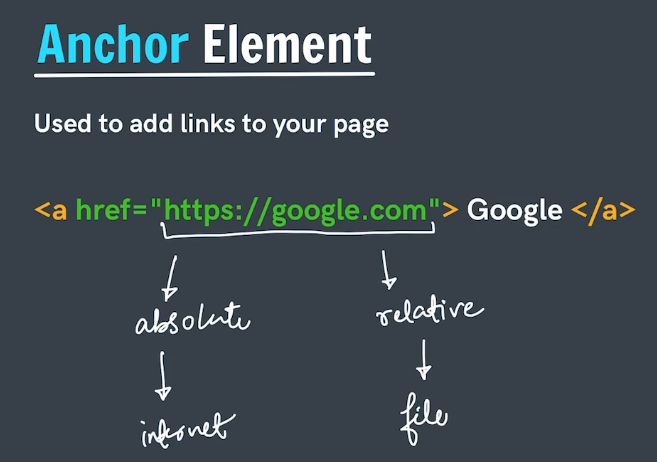 Anchor Element
Used to add links to your page
<a href="https://google.com"> Google </a>
absolute relative
internet file